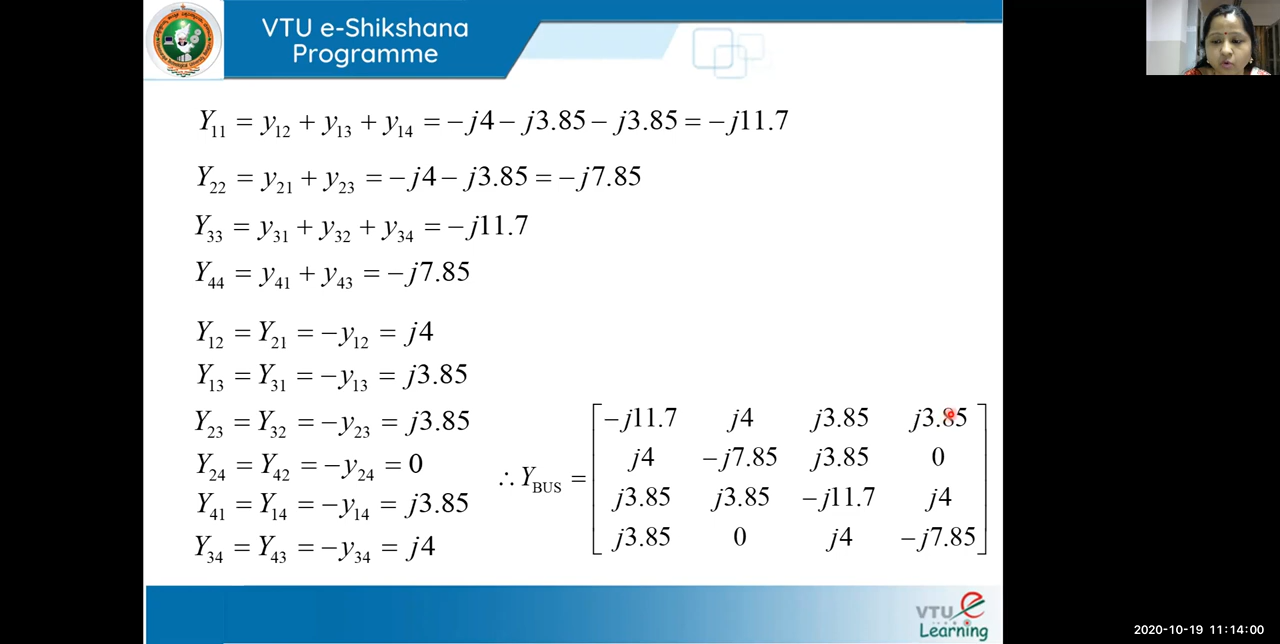 VTU e-Shikshana
Programme
Y₁₁ = y₁₂ + y₁₃ + y₁₄ = −j4 − j3.85 − j3.85 = −j11.7
Y₂₂ = y₂₁ + y₂₃ = −j4 − j3.85 = −j7.85
Y₃₃ = y₃₁ + y₃₂ + y₃₄ = −j11.7
Y₄₄ = y₄₁ + y₄₃ = −j7.85
Y₁₂ = Y₂₁ = −y₁₂ = j4
Y₁₃ = Y₃₁ = −y₁₃ = j3.85
Y₂₃ = Y₃₂ = −y₂₃ = j3.85
Y₂₄ = Y₄₂ = −y₂₄ = 0
Y₄₁ = Y₁₄ = −y₁₄ = j3.85
Y₃₄ = Y₄₃ = −y₃₄ = j4
∴ Y_BUS =
−j11.7 j4 j3.85 j3.85
j4 −j7.85 j3.85 0
j3.85 j3.85 −j11.7 j4
j3.85 0 j4 −j7.85
VTU e
Learning
2020-10-19 11:14:00